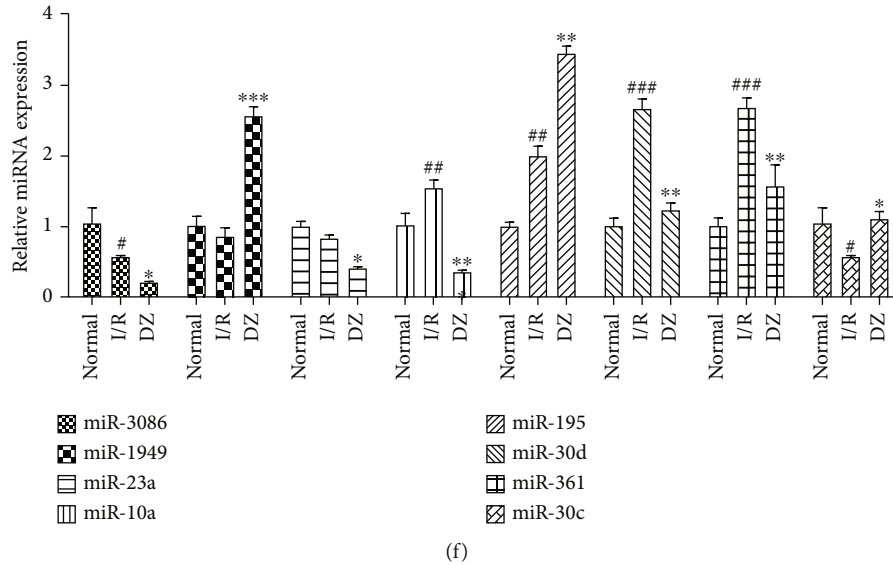 4
3
2
1
0
Relative miRNA expression
#
*
***
*
##
**
*
##
**
###
**
###
**
#
*
Normal I/R DZ Normal I/R DZ Normal I/R DZ Normal I/R DZ Normal I/R DZ Normal I/R DZ Normal I/R DZ Normal I/R DZ
miR-3086
miR-1949
miR-23a
miR-10a
miR-195
miR-30d
miR-361
miR-30c
(f)